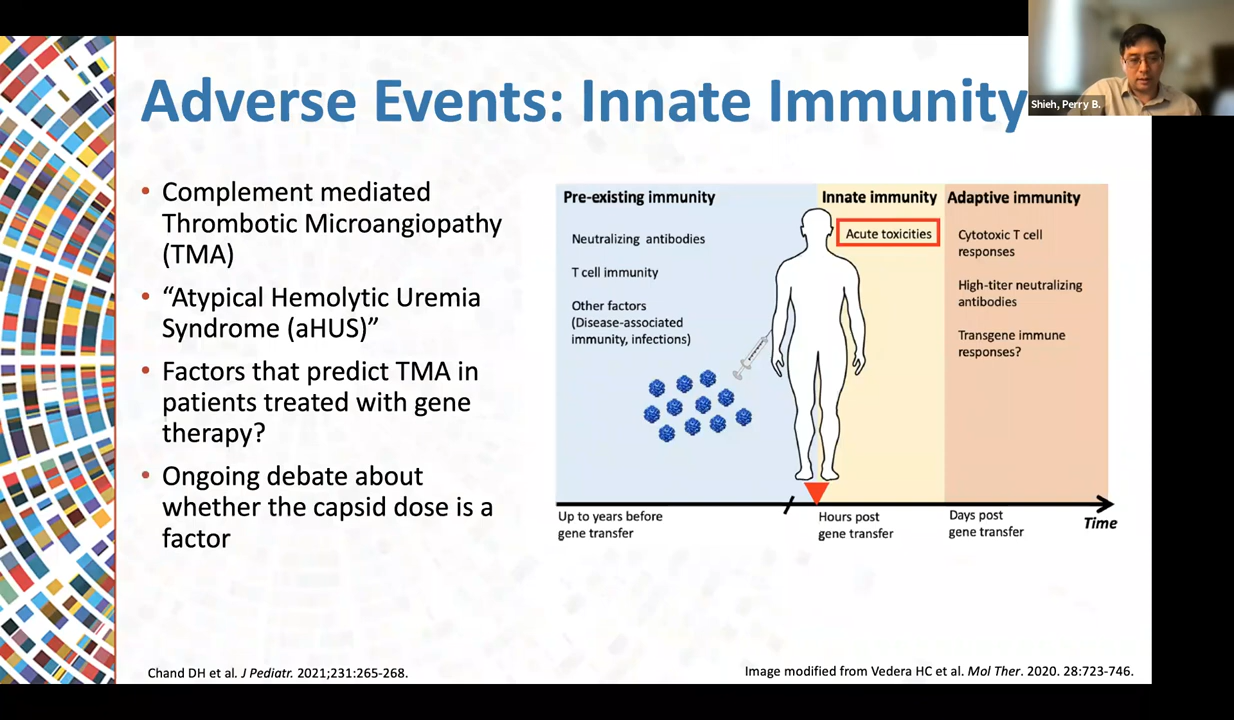 Adverse Events: Innate Immunity
Shieh, Perry B.
• Complement mediated
Thrombotic Microangiopathy
(TMA)
• “Atypical Hemolytic Uremia
Syndrome (aHUS)”
• Factors that predict TMA in
patients treated with gene
therapy?
• Ongoing debate about
whether the capsid dose is a
factor
Pre-existing immunity
Neutralizing antibodies
T cell immunity
Other factors
(Disease-associated
immunity, infections)
Innate immunity
Acute toxicities
Adaptive immunity
Cytotoxic T cell
responses
High-titer neutralizing
antibodies
Transgene immune
responses?
Up to years before
gene transfer
Hours post
gene transfer
Days post
gene transfer
Time
Chand DH et al. J Pediatr. 2021;231:265-268.
Image modified from Vedera HC et al. Mol Ther. 2020. 28:723-746.